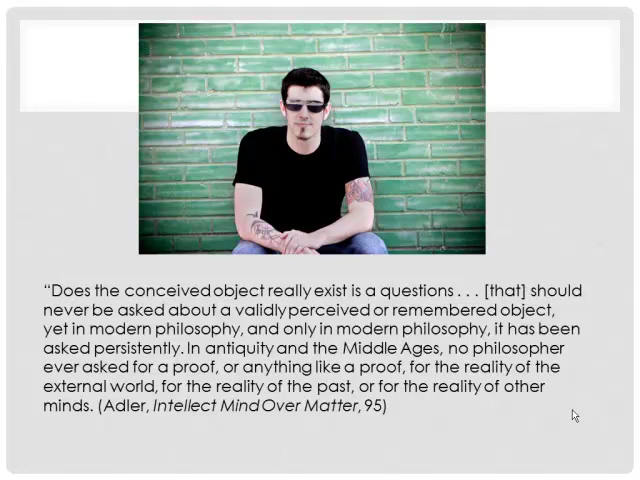 “Does the conceived object really exist is a questions . . . [that] should
never be asked about a validly perceived or remembered object,
yet in modern philosophy, and only in modern philosophy, it has been
asked persistently. In antiquity and the Middle Ages, no philosopher
ever asked for a proof, or anything like a proof, for the reality of the
external world, for the reality of the past, or for the reality of other
minds. (Adler, Intellect Mind Over Matter, 95)